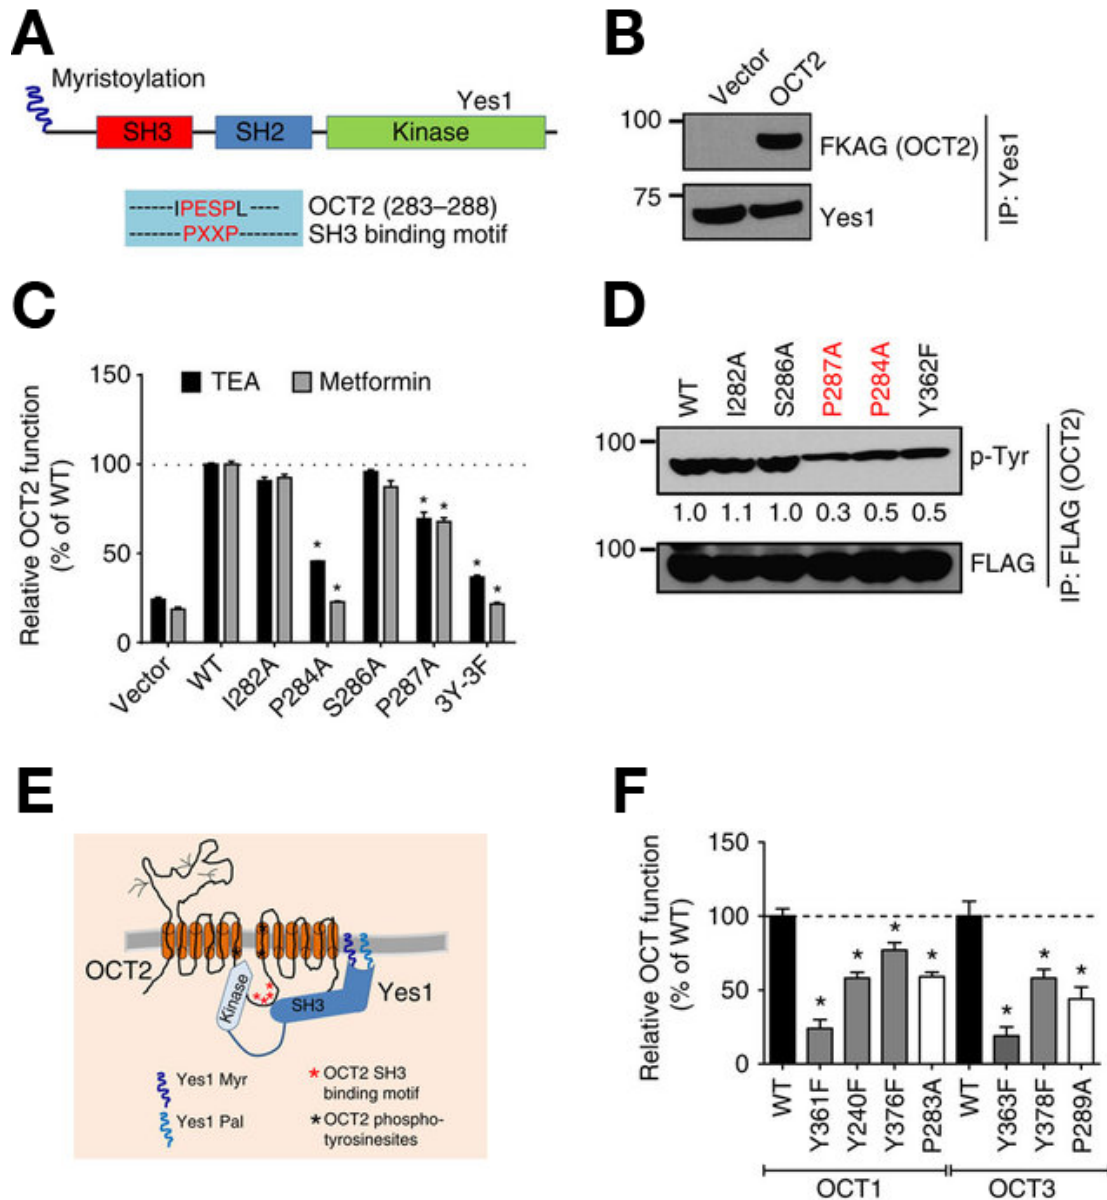 A
Myristoylation
Yes1
SH3 SH2 Kinase
------IPESPL---- OCT2 (283–288)
------PXXP-------- SH3 binding motif
B
Vector OCT2
100
FKAG (OCT2)
75
Yes1
IP: Yes1
C
Relative OCT2 function
(% of WT)
150
100
50
0
TEA Metformin
* * * * * *
Vector WT I282A P284A S286A P287A 3Y-3F
D
WT I282A S286A P287A P284A Y362F
100
p-Tyr
1.0 1.1 1.0 0.3 0.5 0.5
100
FLAG
IP: FLAG (OCT2)
E
OCT2
Kinase
SH3
Yes1
Yes1 Myr
Yes1 Pal
* OCT2 SH3
binding motif
* OCT2 phospho-
tyrosinesites
F
Relative OCT function
(% of WT)
150
100
50
0
* * * * * * *
WT Y361F Y240F Y376F P283A WT Y363F Y378F P289A
OCT1 OCT3